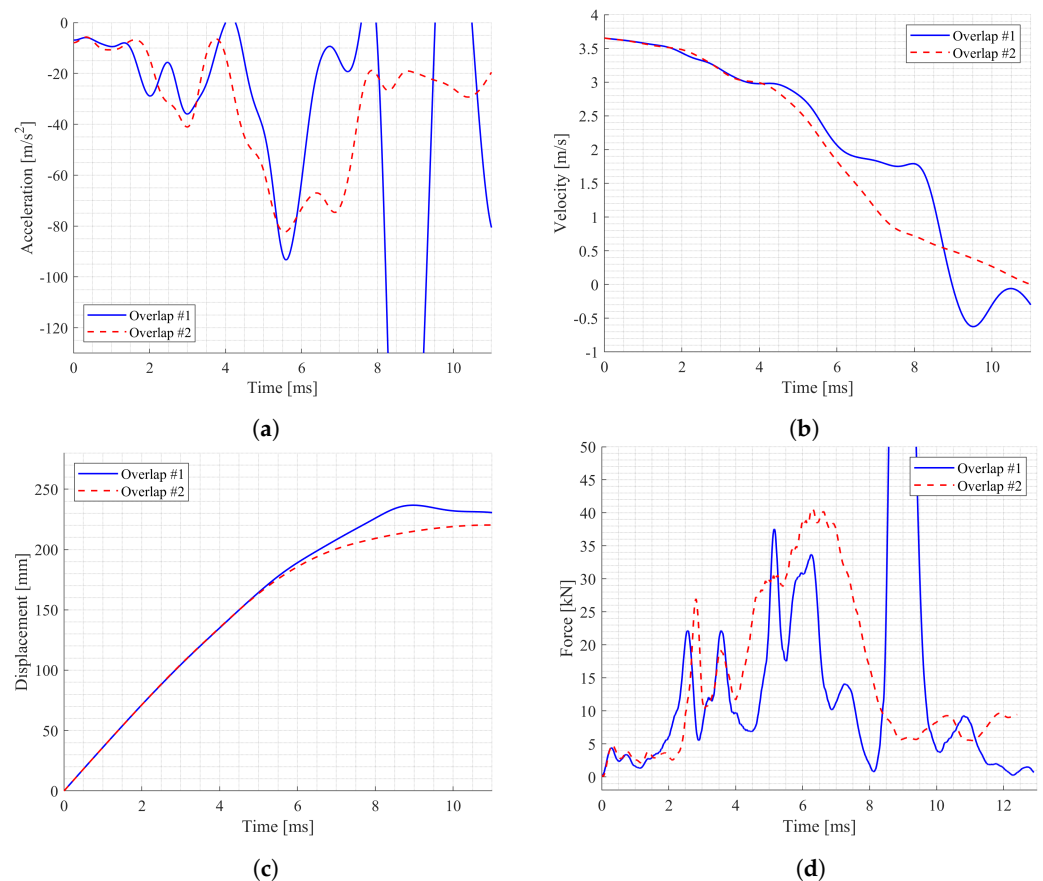 0
-20
-40
-60
-80
-100
-120
0 2 4 6 8 10
Acceleration [m/s²]
Time [ms]
Overlap #1
Overlap #2
(a)
4
3.5
3
2.5
2
1.5
1
0.5
0
-0.5
-1
0 2 4 6 8 10
Velocity [m/s]
Time [ms]
Overlap #1
Overlap #2
(b)
250
200
150
100
50
0
0 2 4 6 8 10
Displacement [mm]
Time [ms]
Overlap #1
Overlap #2
(c)
50
45
40
35
30
25
20
15
10
5
0
0 2 4 6 8 10 12
Force [kN]
Time [ms]
Overlap #1
Overlap #2
(d)